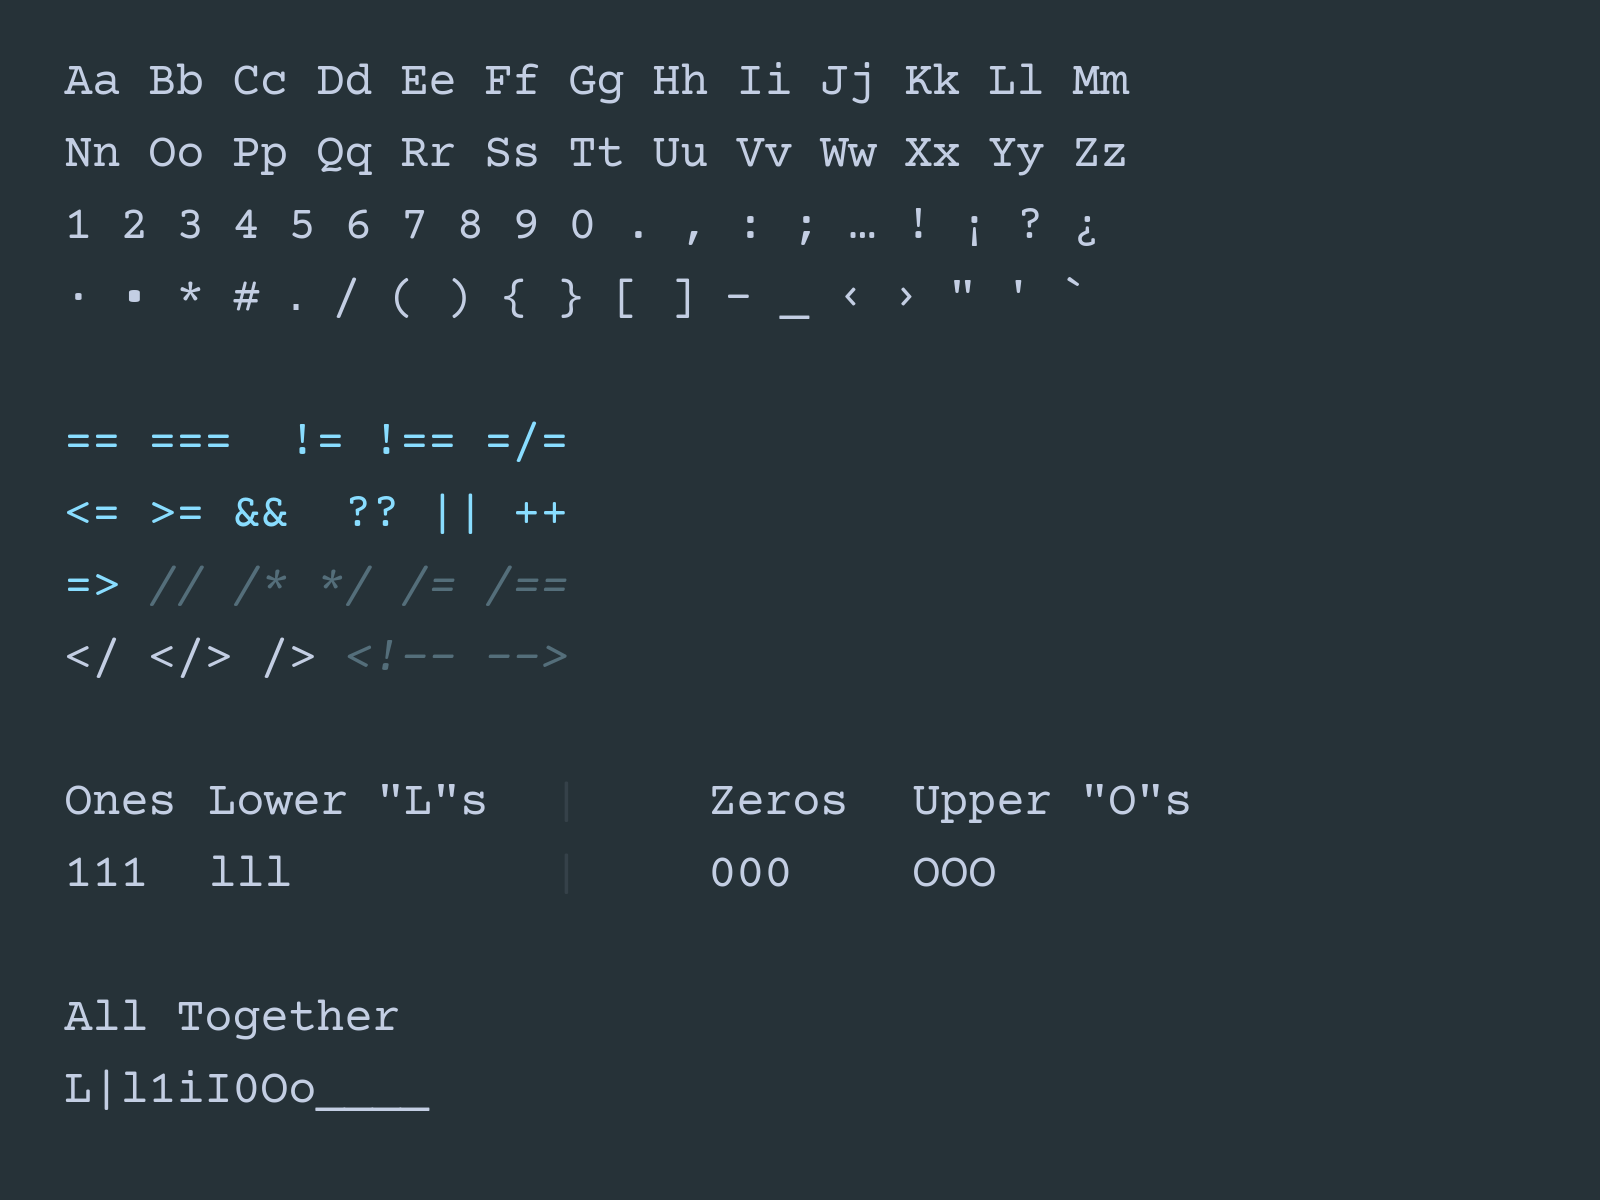 Aa Bb Cc Dd Ee Ff Gg Hh Ii Jj Kk Ll Mm
Nn Oo Pp Qq Rr Ss Tt Uu Vv Ww Xx Yy Zz
1 2 3 4 5 6 7 8 9 0 . , : ; … ! ¡ ? ¿
· ▪ * # . / ( ) { } [ ] - _ ‹ › " ' `
== ===  != !== =/=
<= >= &&  ?? || ++
=> // /* */ /= /==
</ </> /> <!-- -->
Ones Lower "L"s | Zeros Upper "O"s
111 lll | 000 OOO
All Together
L|l1iI0Oo____